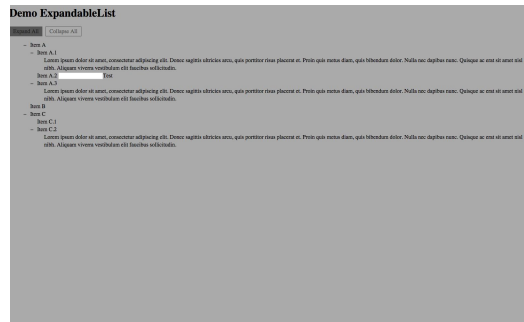 Demo ExpandableList
Expand All Collapse All
– Item A
– Item A.1
Lorem ipsum dolor sit amet, consectetur adipiscing elit. Donec sagittis ultricies arcu, quis porttitor risus placerat et. Proin quis metus diam, quis bibendum dolor. Nulla nec dapibus nunc. Quisque ac erat sit amet nisl
nibh. Aliquam viverra vestibulum elit faucibus sollicitudin.
Item A.2 Test
– Item A.3
Lorem ipsum dolor sit amet, consectetur adipiscing elit. Donec sagittis ultricies arcu, quis porttitor risus placerat et. Proin quis metus diam, quis bibendum dolor. Nulla nec dapibus nunc. Quisque ac erat sit amet nisl
nibh. Aliquam viverra vestibulum elit faucibus sollicitudin.
Item B
– Item C
Item C.1
– Item C.2
Lorem ipsum dolor sit amet, consectetur adipiscing elit. Donec sagittis ultricies arcu, quis porttitor risus placerat et. Proin quis metus diam, quis bibendum dolor. Nulla nec dapibus nunc. Quisque ac erat sit amet nisl
nibh. Aliquam viverra vestibulum elit faucibus sollicitudin.